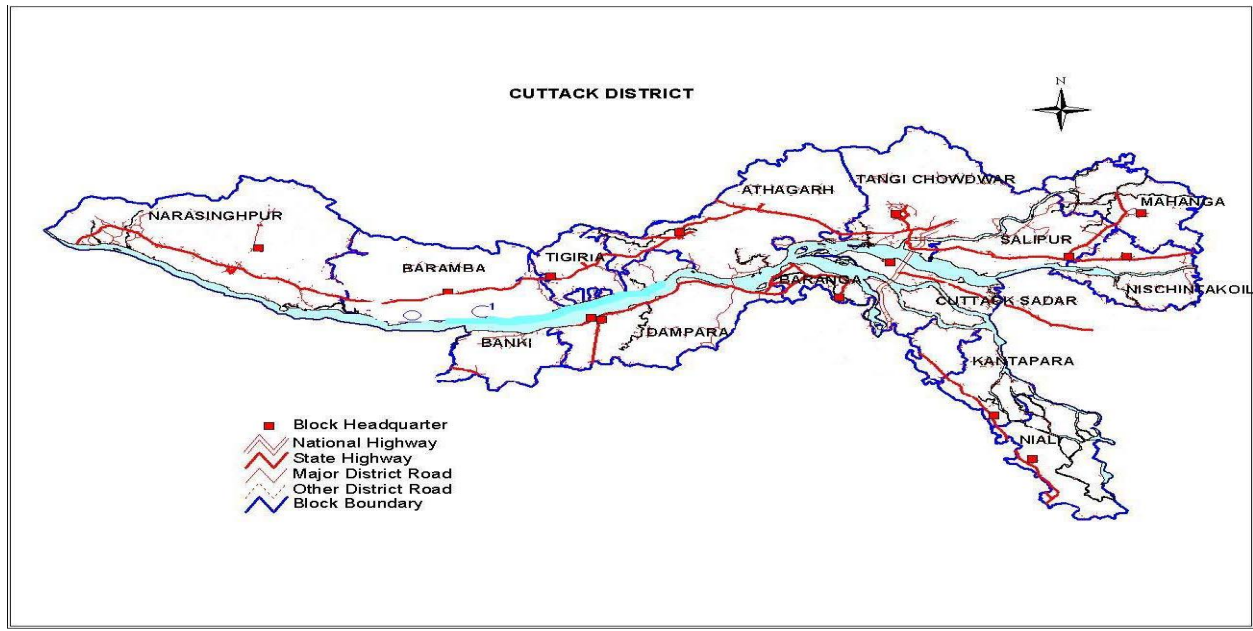 N
CUTTACK DISTRICT
ATHAGARH
TANGI CHOWDWAR
MAHANGA
NARASINGHPUR
SALIPUR
TIGIRIA
BARAMBA
BARANGA
NISCHINTAKOIL
CUTTACK SADAR
1
BANKI
DAMPARA
KANTAPARA
NIALI
Block Headquarter
National Highway
State Highway
Major District Road
Other District Road
Block Boundary